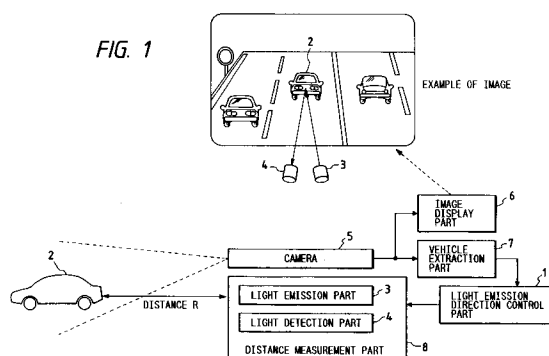 FIG. 1
2
EXAMPLE OF IMAGE
4
3
6
IMAGE
DISPLAY
PART
5
7
CAMERA
VEHICLE
EXTRACTION
PART
2
3
1
LIGHT EMISSION PART
LIGHT EMISSION
DIRECTION CONTROL
PART
DISTANCE R
4
LIGHT DETECTION PART
8
DISTANCE MEASUREMENT PART